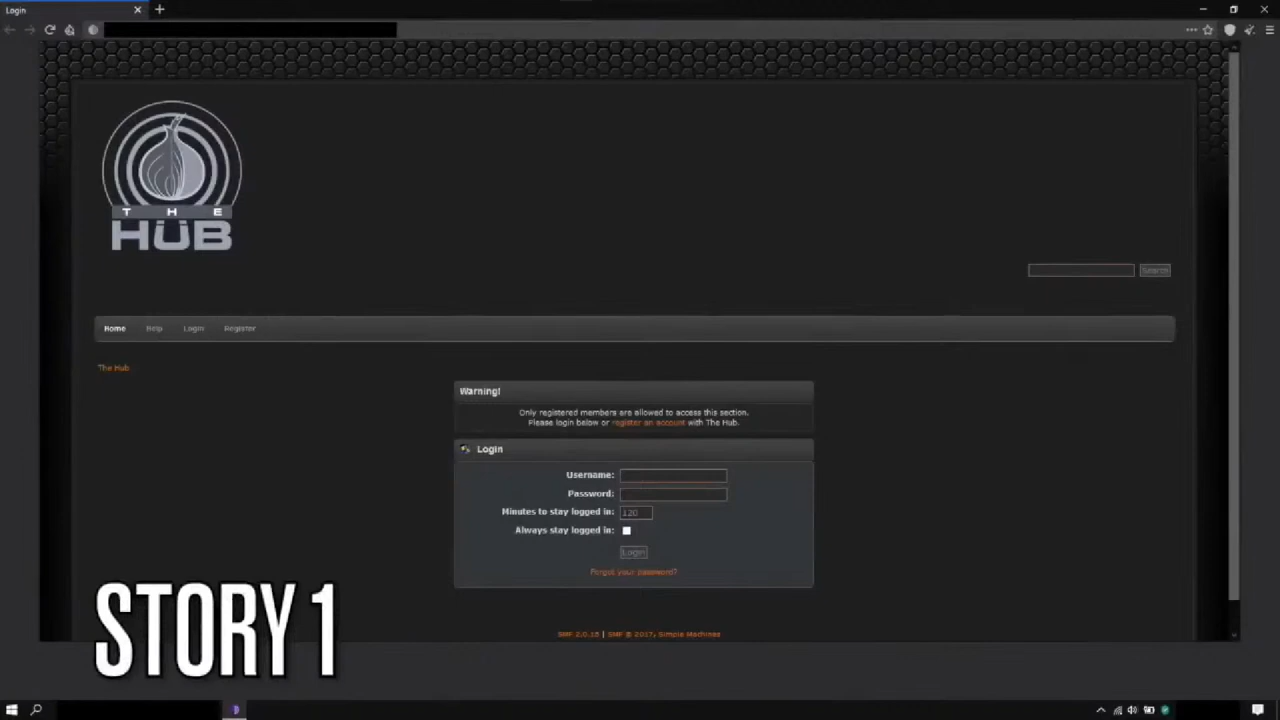 Login
THE
HÜB
Search
Home Help Login Register
The Hub
Warning!
Only registered members are allowed to access this section.
Please login below or register an account with The Hub.
Login
Username:
Password:
Minutes to stay logged in: 120
Always stay logged in:
Login
Forgot your password?
STORY 1
SMF 2.0.15 | SMF © 2017, Simple Machines